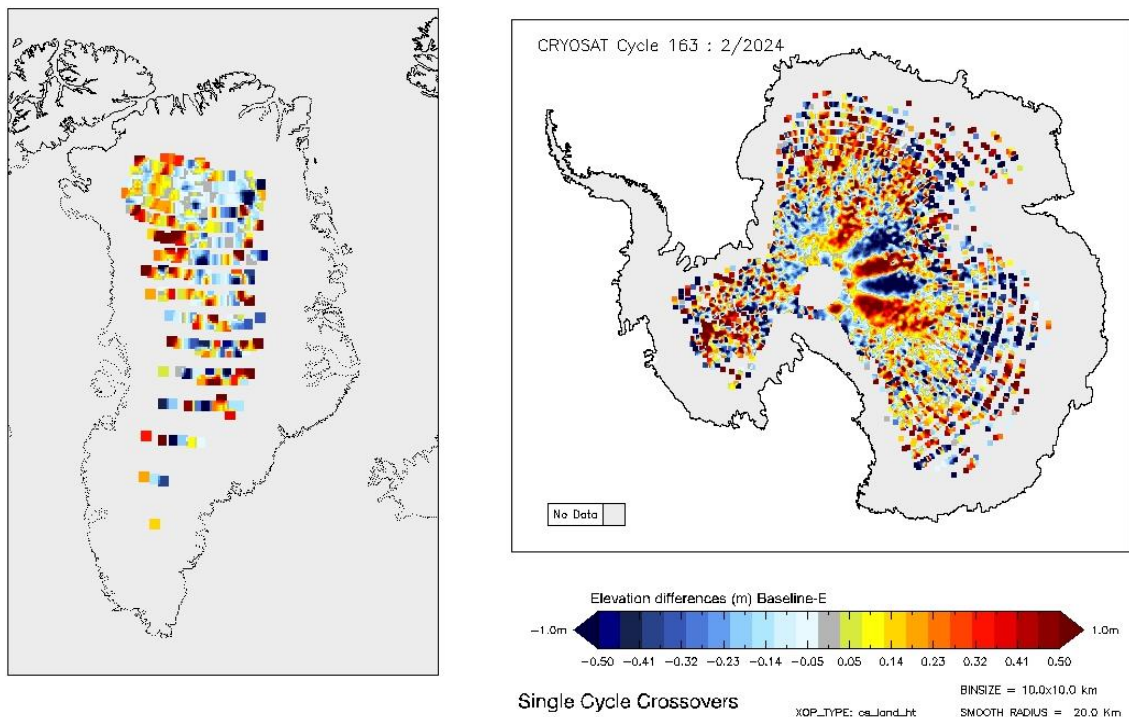 CRYOSAT Cycle 163 : 2/2024
No Data
Elevation differences (m) Baseline-E
-1.0m
1.0m
-0.50 -0.41 -0.32 -0.23 -0.14 -0.05 0.05 0.14 0.23 0.32 0.41 0.50
Single Cycle Crossovers
BINSIZE = 10.0x10.0 km
XOP_TYPE: cs_land_ht
SMOOTH RADIUS = 20.0 Km